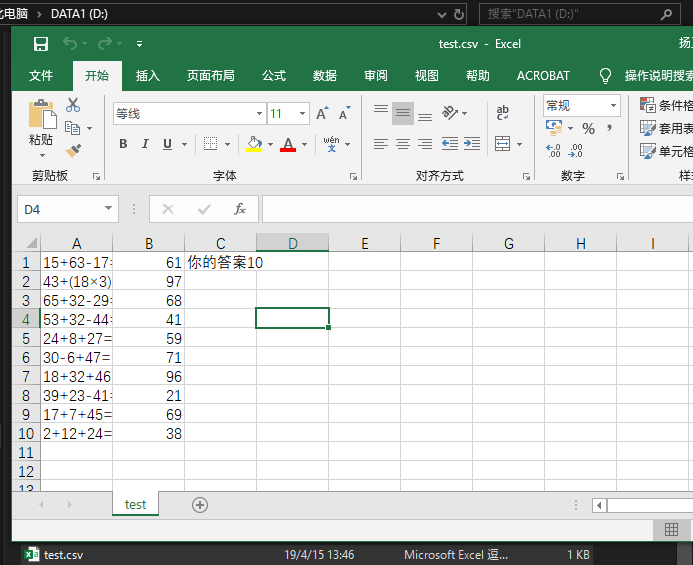 北电脑 › DATA1 (D:)
搜索"DATA1 (D:)"
test.csv - Excel
文件 开始 插入 页面布局 公式 数据 审阅 视图 帮助 ACROBAT 操作说明搜索
粘贴
等线 11
B I U
wén
文
ab
c
常规
% ,
.00
.00
条件格
套用表
单元格
剪贴板 字体 对齐方式 数字 样
D4 fx
A B C D E F G H I
1 15+63-17= 61 你的答案10
2 43+(18×3) 97
3 65+32-29= 68
4 53+32-44= 41
5 24+8+27= 59
6 30-6+47= 71
7 18+32+46 96
8 39+23-41= 21
9 17+7+45= 69
10 2+12+24= 38
11
12
13
test
test.csv 19/4/15 13:46 Microsoft Excel 逗... 1 KB